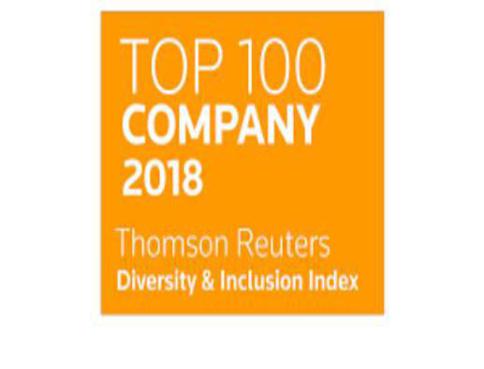 TOP 100
COMPANY
2018
Thomson Reuters
Diversity & Inclusion Index